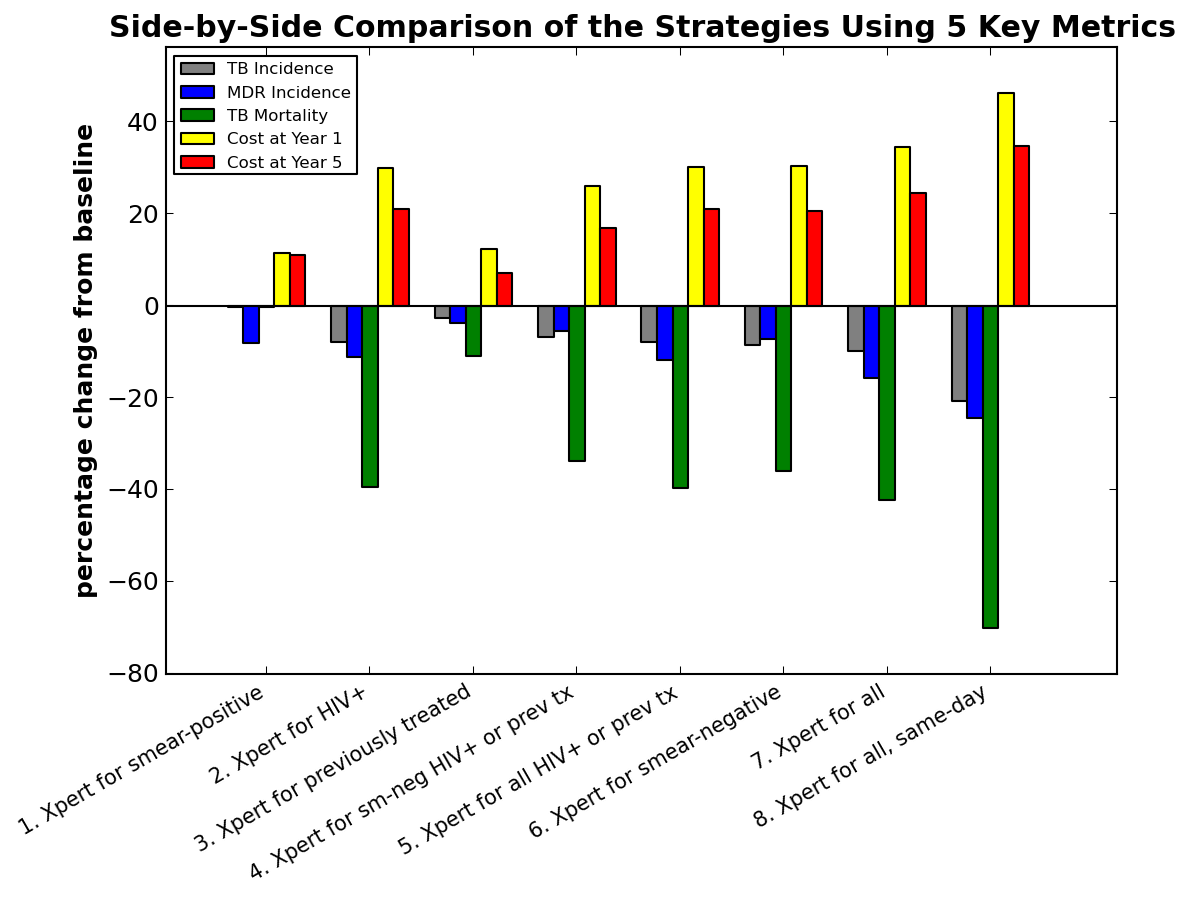 Side-by-Side Comparison of the Strategies Using 5 Key Metrics
TB Incidence
MDR Incidence
TB Mortality
Cost at Year 1
Cost at Year 5
percentage change from baseline
40
20
0
−20
−40
−60
−80
1. Xpert for smear-positive
2. Xpert for HIV+
3. Xpert for previously treated
4. Xpert for sm-neg HIV+ or prev tx
5. Xpert for all HIV+ or prev tx
6. Xpert for smear-negative
7. Xpert for all
8. Xpert for all, same-day